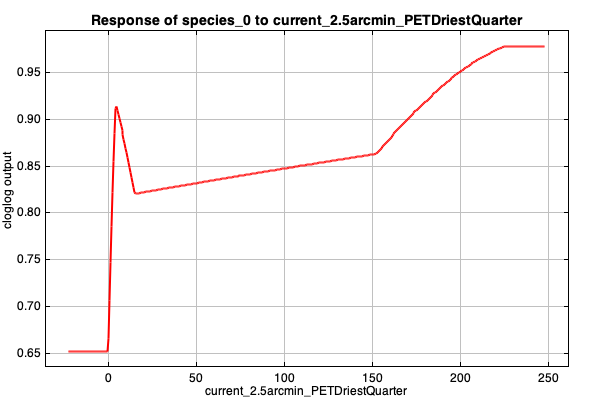 Response of species_0 to current_2.5arcmin_PETDriestQuarter
cloglog output
0.95
0.90
0.85
0.80
0.75
0.70
0.65
0 50 100 150 200 250
current_2.5arcmin_PETDriestQuarter